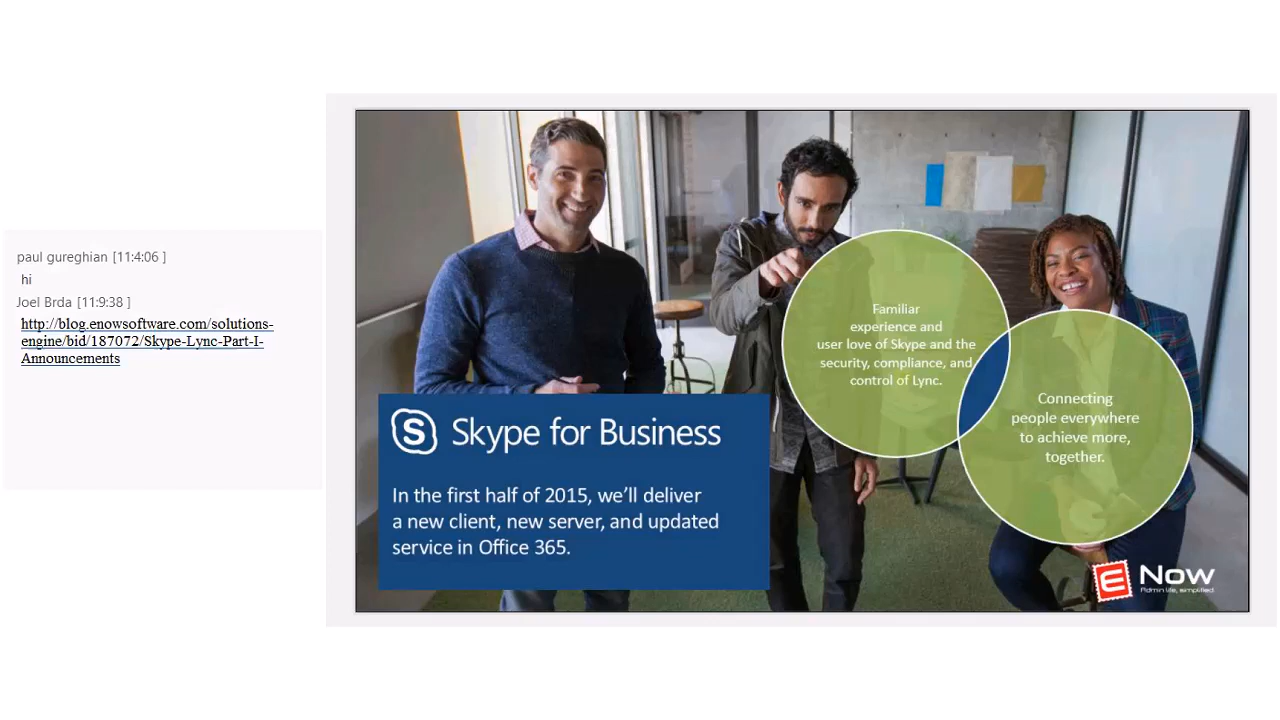 paul gureghian [11:4:06 ]
hi
Joel Brda [11:9:38 ]
http://blog.enowsoftware.com/solutions-
engine/bid/187072/Skype-Lync-Part-I-
Announcements
Familiar
experience and
user love of Skype and the
security, compliance, and
control of Lync.
Connecting
people everywhere
to achieve more,
together.
S Skype for Business
In the first half of 2015, we’ll deliver
a new client, new server, and updated
service in Office 365.
E Now
Admin life, simplified.